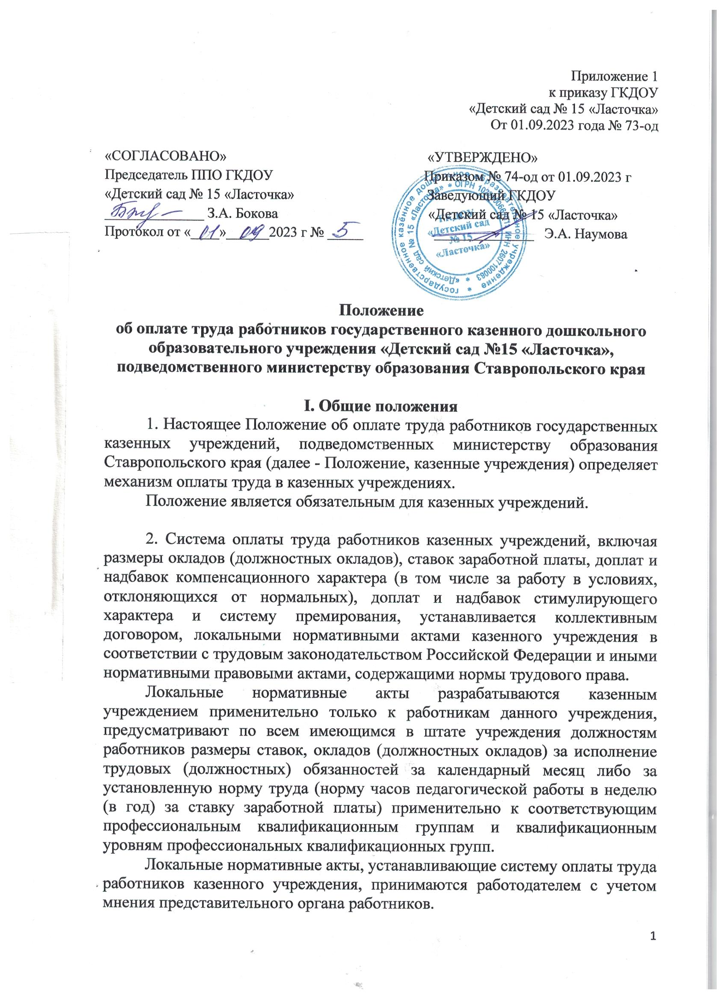 Приложение 1
к приказу ГКДОУ
«Детский сад № 15 «Ласточка»
От 01.09.2023 года № 73-од
«СОГЛАСОВАНО»
Председатель ППО ГКДОУ
«Детский сад № 15 «Ласточка»
З.А. Бокова
Протокол от « 01 » 09 2023 г № 5
«УТВЕРЖДЕНО»
Приказом № 74-од от 01.09.2023 г
Заведующий ГКДОУ
«Детский сад № 15 «Ласточка»
Э.А. Наумова
государственное казённое дошкольное образовательное учреждение
«Детский сад № 15 «Ласточка» * ОГРН ИНН 2607100063 *
ГКДОУ
«Детский сад
№ 15
«Ласточка»
Положение
об оплате труда работников государственного казенного дошкольного
образовательного учреждения «Детский сад №15 «Ласточка»,
подведомственного министерству образования Ставропольского края
I. Общие положения
1. Настоящее Положение об оплате труда работников государственных
казенных учреждений, подведомственных министерству образования
Ставропольского края (далее - Положение, казенные учреждения) определяет
механизм оплаты труда в казенных учреждениях.
Положение является обязательным для казенных учреждений.
2. Система оплаты труда работников казенных учреждений, включая
размеры окладов (должностных окладов), ставок заработной платы, доплат и
надбавок компенсационного характера (в том числе за работу в условиях,
отклоняющихся от нормальных), доплат и надбавок стимулирующего
характера и систему премирования, устанавливается коллективным
договором, локальными нормативными актами казенного учреждения в
соответствии с трудовым законодательством Российской Федерации и иными
нормативными правовыми актами, содержащими нормы трудового права.
Локальные нормативные акты разрабатываются казенным
учреждением применительно только к работникам данного учреждения,
предусматривают по всем имеющимся в штате учреждения должностям
работников размеры ставок, окладов (должностных окладов) за исполнение
трудовых (должностных) обязанностей за календарный месяц либо за
установленную норму труда (норму часов педагогической работы в неделю
(в год) за ставку заработной платы) применительно к соответствующим
профессиональным квалификационным группам и квалификационным
уровням профессиональных квалификационных групп.
Локальные нормативные акты, устанавливающие систему оплаты труда
работников казенного учреждения, принимаются работодателем с учетом
мнения представительного органа работников.
1